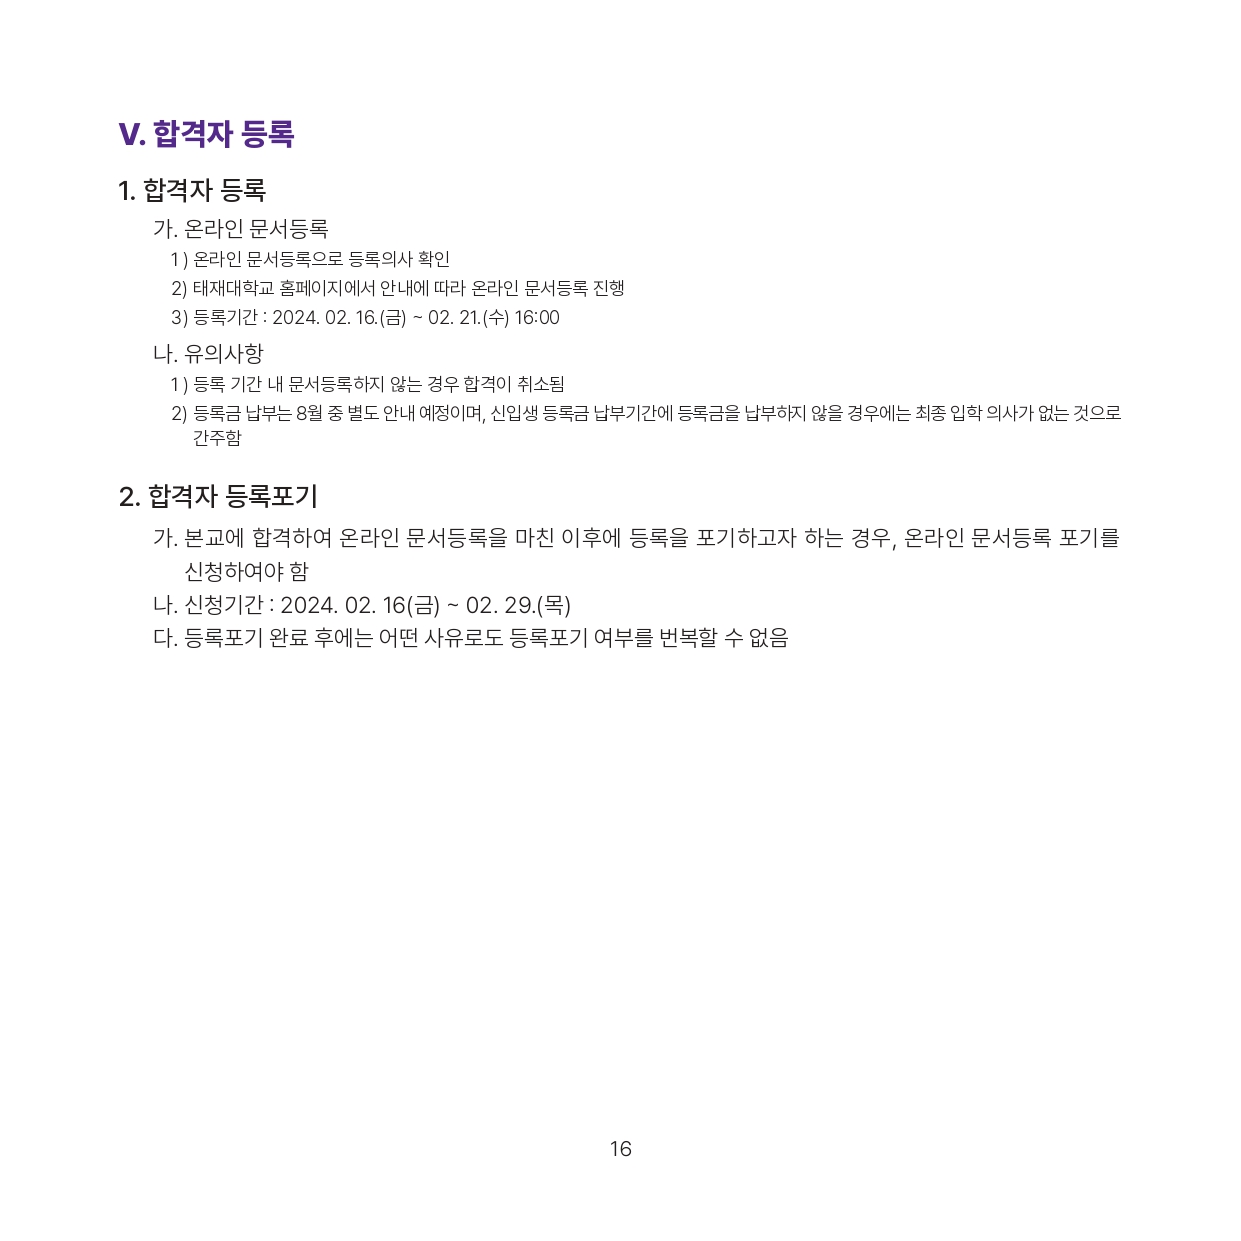 V. 합격자 등록
1. 합격자 등록
가. 온라인 문서등록
1 ) 온라인 문서등록으로 등록의사 확인
2) 태재대학교 홈페이지에서 안내에 따라 온라인 문서등록 진행
3) 등록기간 : 2024. 02. 16.(금) ~ 02. 21.(수) 16:00
나. 유의사항
1 ) 등록 기간 내 문서등록하지 않는 경우 합격이 취소됨
2) 등록금 납부는 8월 중 별도 안내 예정이며, 신입생 등록금 납부기간에 등록금을 납부하지 않을 경우에는 최종 입학 의사가 없는 것으로
간주함
2. 합격자 등록포기
가. 본교에 합격하여 온라인 문서등록을 마친 이후에 등록을 포기하고자 하는 경우, 온라인 문서등록 포기를
신청하여야 함
나. 신청기간 : 2024. 02. 16(금) ~ 02. 29.(목)
다. 등록포기 완료 후에는 어떤 사유로도 등록포기 여부를 번복할 수 없음
16